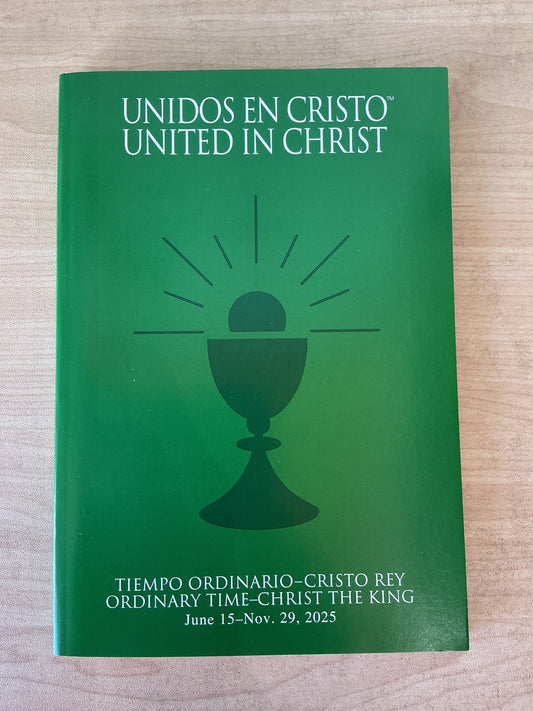 UNIDOS EN CRISTO™
UNITED IN CHRIST
TIEMPO ORDINARIO–CRISTO REY
ORDINARY TIME–CHRIST THE KING
June 15–Nov. 29, 2025